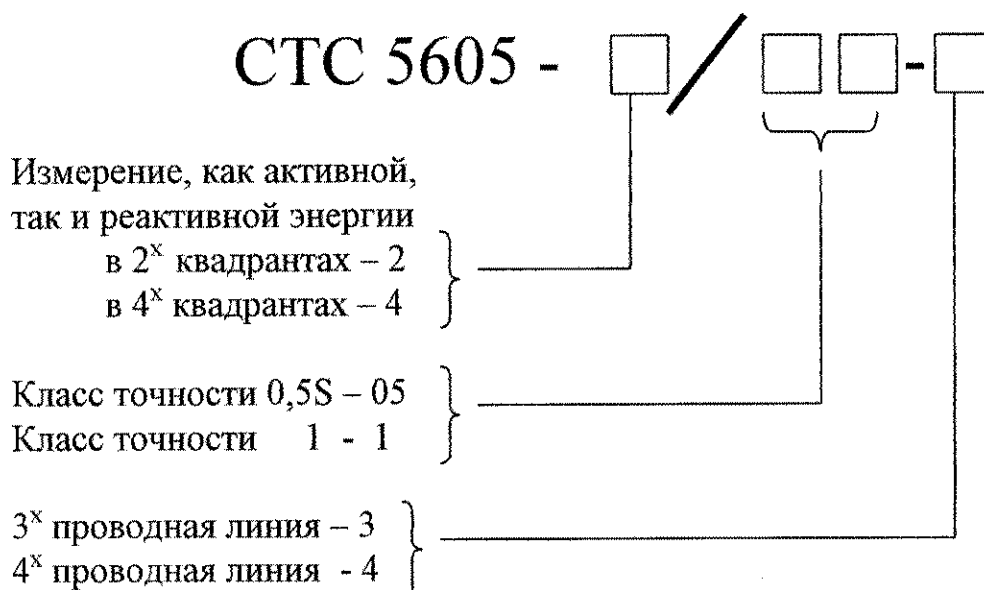 СТС 5605 - / -
Измерение, как активной,
так и реактивной энергии
в 2х квадрантах – 2
в 4х квадрантах – 4
Класс точности 0,5S – 05
Класс точности 1 - 1
3х проводная линия – 3
4х проводная линия - 4